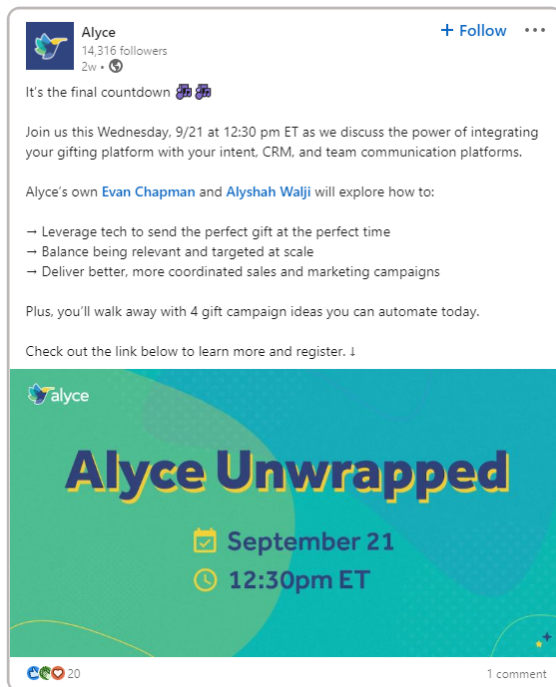 Alyce
+ Follow •••
14,316 followers
2w •
It's the final countdown 🎶🎶
Join us this Wednesday, 9/21 at 12:30 pm ET as we discuss the power of integrating
your gifting platform with your intent, CRM, and team communication platforms.
Alyce's own Evan Chapman and Alyshah Walji will explore how to:
→ Leverage tech to send the perfect gift at the perfect time
→ Balance being relevant and targeted at scale
→ Deliver better, more coordinated sales and marketing campaigns
Plus, you'll walk away with 4 gift campaign ideas you can automate today.
Check out the link below to learn more and register. ↓
alyce
Alyce Unwrapped
September 21
12:30pm ET
20
1 comment